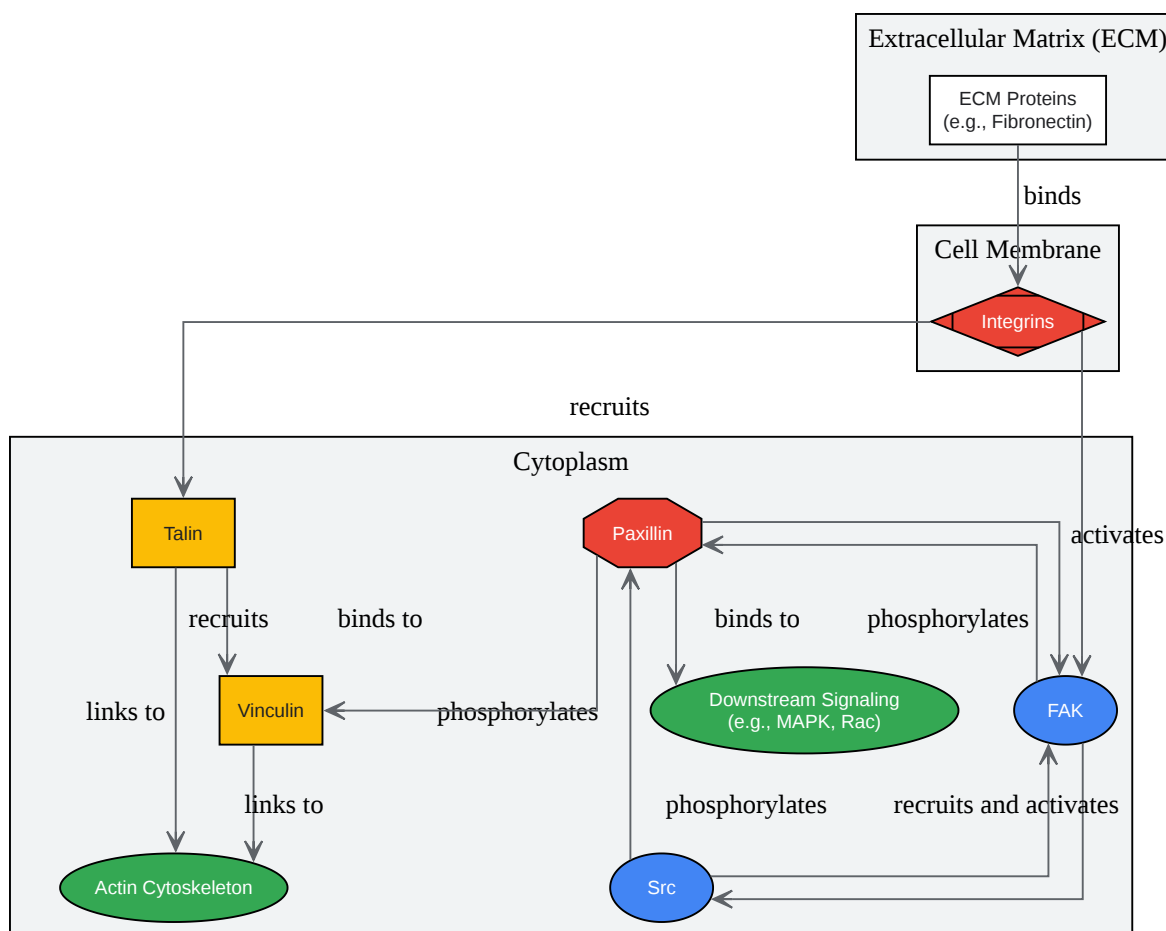 Extracellular Matrix (ECM)
ECM Proteins
(e.g., Fibronectin)
binds
Cell Membrane
Integrins
recruits
Cytoplasm
Talin
Paxillin
activates
recruits
binds to
binds to
phosphorylates
links to
Vinculin
phosphorylates
Downstream Signaling
(e.g., MAPK, Rac)
FAK
links to
phosphorylates
recruits and activates
Actin Cytoskeleton
Src